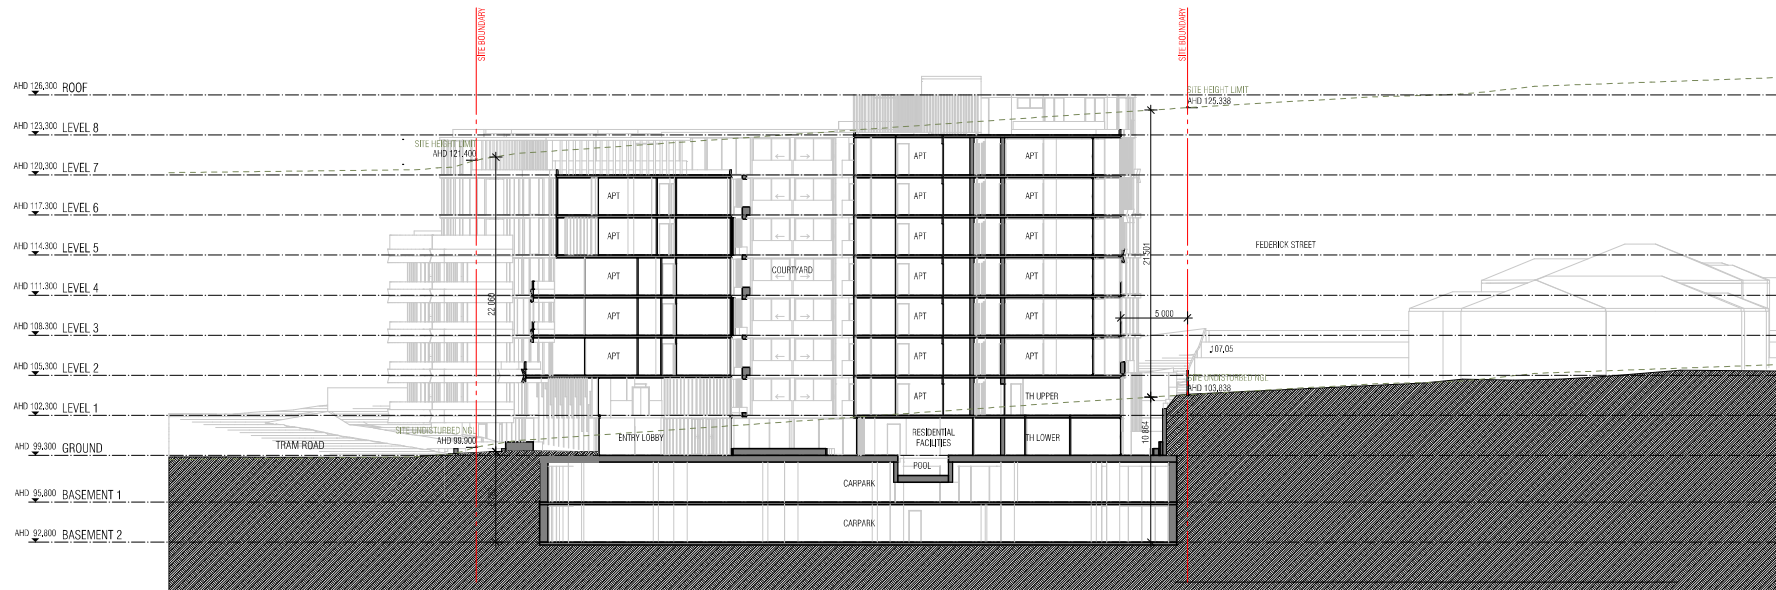 SITE BOUNDARY
SITE BOUNDARY
AHD 126,300 ROOF
SITE HEIGHT LIMIT
AHD 125.338
AHD 123,300 LEVEL 8
SITE HEIGHT LIMIT
AHD 121.400
APT
APT
AHD 120,300 LEVEL 7
APT
APT
APT
AHD 117.300 LEVEL 6
APT
APT
APT
FEDERICK STREET
AHD 114.300 LEVEL 5
21.501
APT
COURTYARD
APT
APT
AHD 111.300 LEVEL 4
22.060
APT
APT
APT
5 000
AHD 108.300 LEVEL 3
107.05
APT
APT
APT
AHD 105,300 LEVEL 2
SITE UNDISTURBED NGL
AHD 103,838
APT
TH UPPER
AHD 102,300 LEVEL 1
SITE UNDISTURBED NGL
AHD 99.900
TRAM ROAD
ENTRY LOBBY
RESIDENTIAL
FACILITIES
TH LOWER
10.864
AHD 99,300 GROUND
POOL
CARPARK
AHD 95,800 BASEMENT 1
CARPARK
AHD 92,800 BASEMENT 2